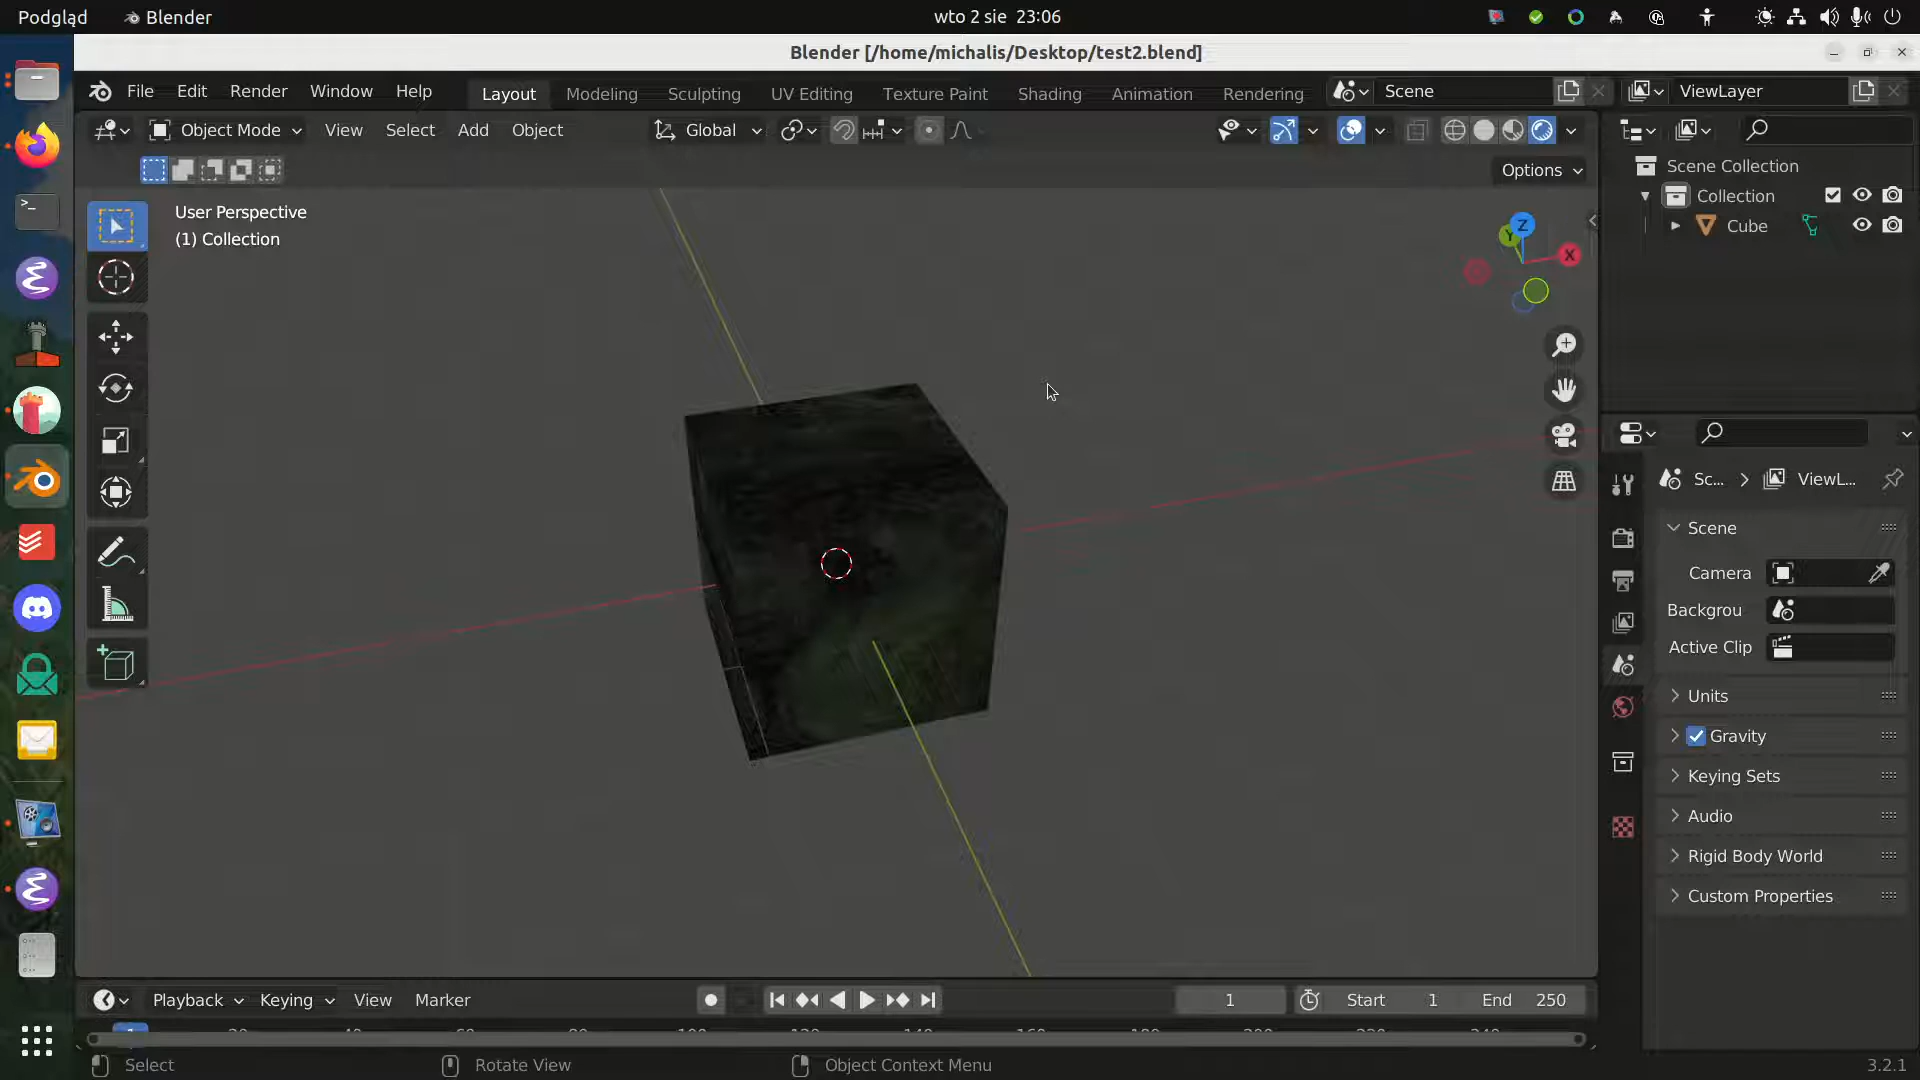 Podgląd
Blender
wto 2 sie 23:06
Blender [/home/michalis/Desktop/test2.blend]
File Edit Render Window Help
Layout Modeling Sculpting UV Editing Texture Paint Shading Animation Rendering
Scene
ViewLayer
Object Mode View Select Add Object
Global
Options
User Perspective
(1) Collection
Z
Y
X
Scene Collection
Collection
Cube
Sc...
ViewL...
Scene
Camera
Backgrou
Active Clip
Units
Gravity
Keying Sets
Audio
Rigid Body World
Custom Properties
Playback Keying View Marker
1
Start 1
End 250
Select
Rotate View
Object Context Menu
3.2.1